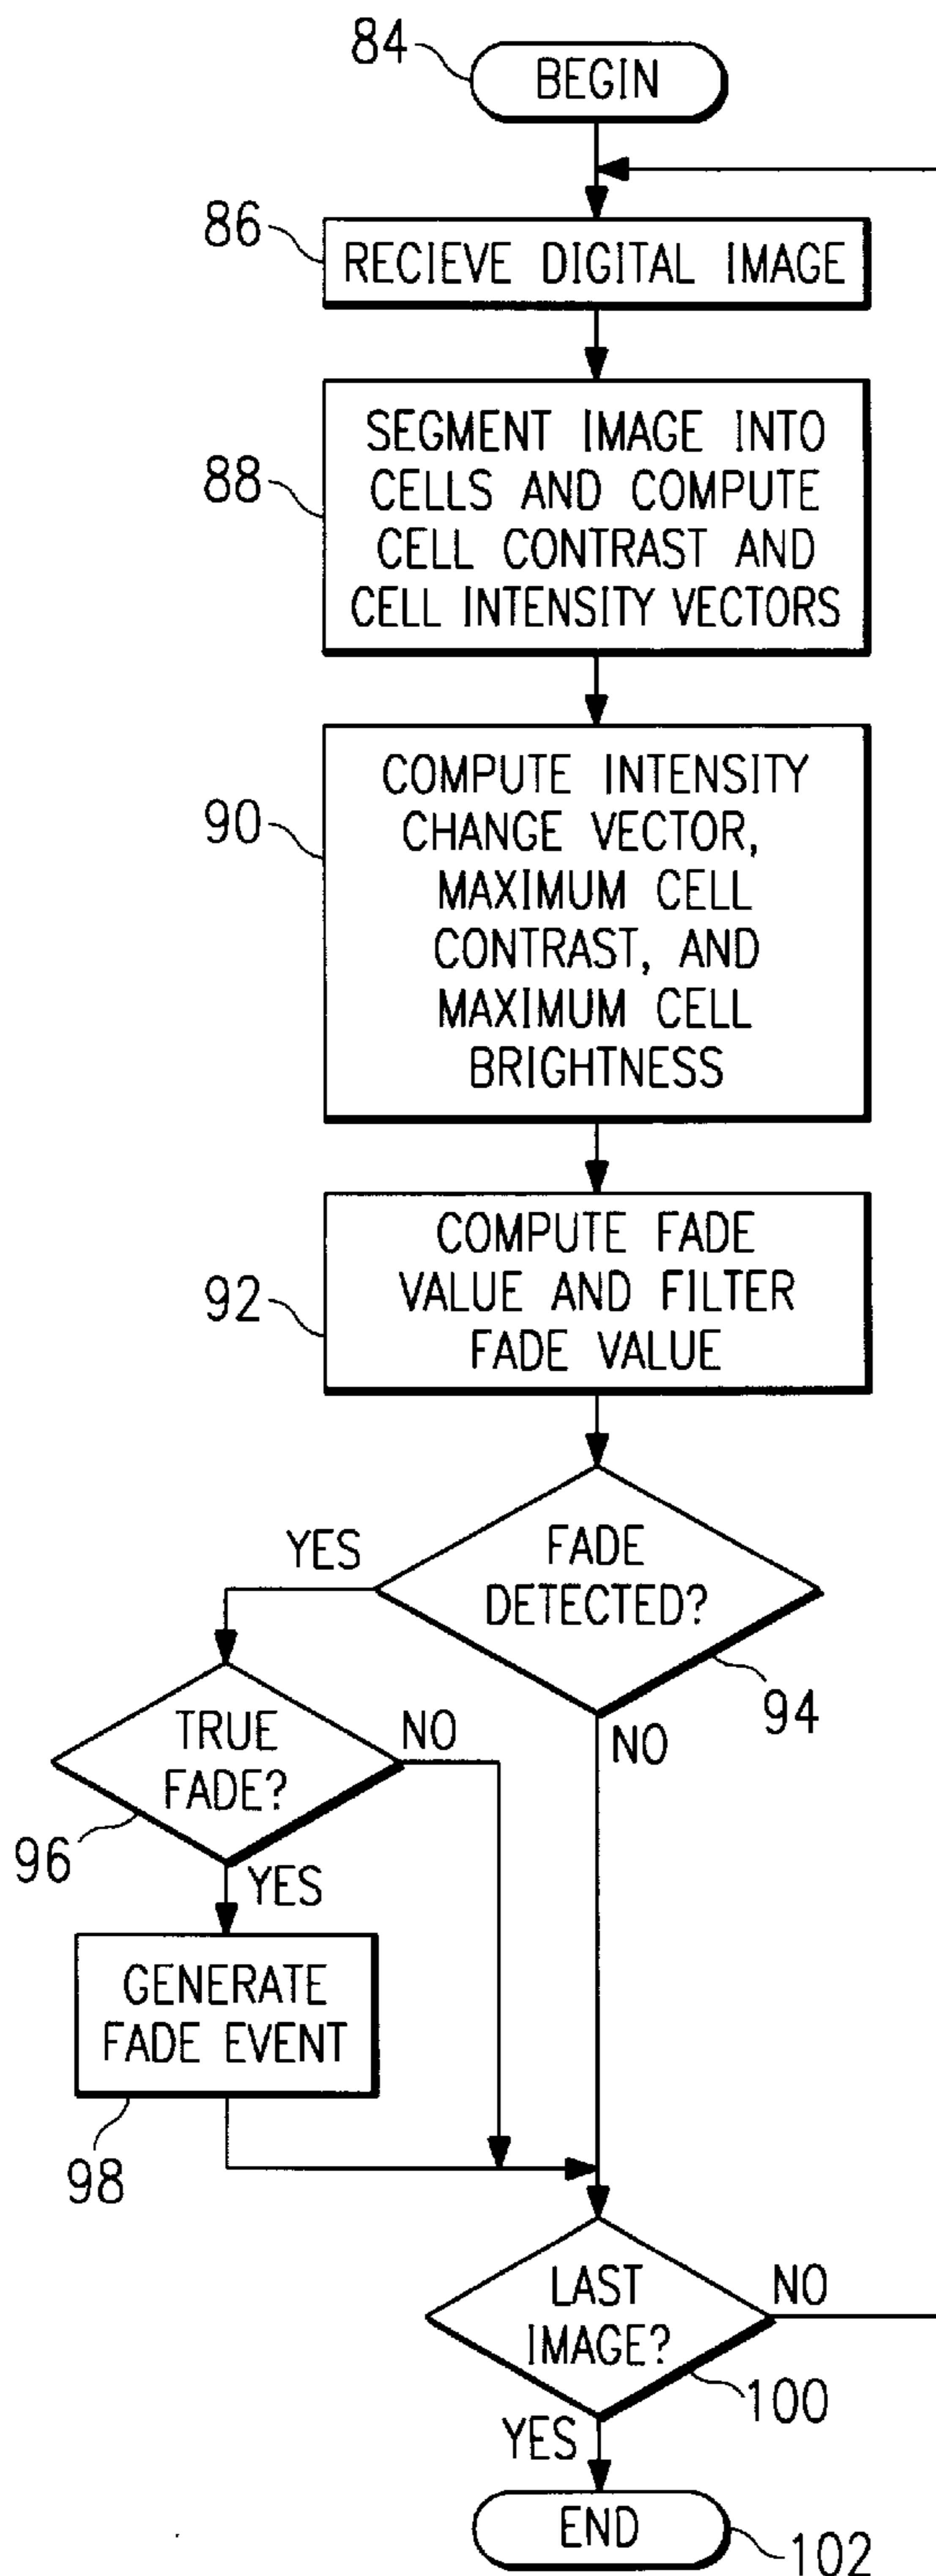 84
BEGIN
86
RECIEVE DIGITAL IMAGE
88
SEGMENT IMAGE INTO
CELLS AND COMPUTE
CELL CONTRAST AND
CELL INTENSITY VECTORS
90
COMPUTE INTENSITY
CHANGE VECTOR,
MAXIMUM CELL
CONTRAST, AND
MAXIMUM CELL
BRIGHTNESS
92
COMPUTE FADE
VALUE AND FILTER
FADE VALUE
YES
FADE
DETECTED?
94
NO
TRUE
FADE?
NO
96
YES
GENERATE
FADE EVENT
98
LAST
IMAGE?
NO
100
YES
END
102